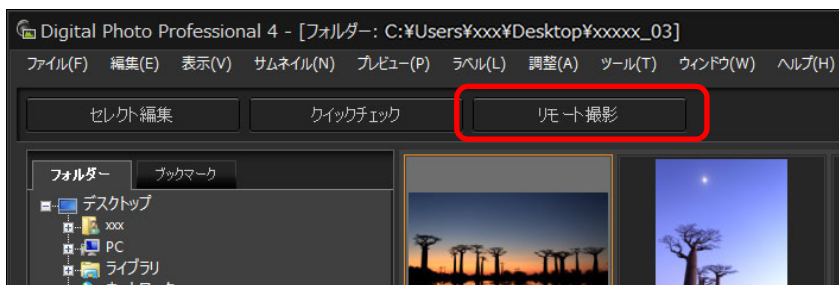 Digital Photo Professional 4 - [フォルダー: C:¥Users¥xxx¥Desktop¥xxxxx_03]
ファイル(F) 編集(E) 表示(V) サムネイル(N) プレビュー(P) ラベル(L) 調整(A) ツール(T) ウィンドウ(W) ヘルプ(H)
セレクト編集 クイックチェック リモート撮影
フォルダー ブックマーク
デスクトップ
xxx
PC
ライブラリ